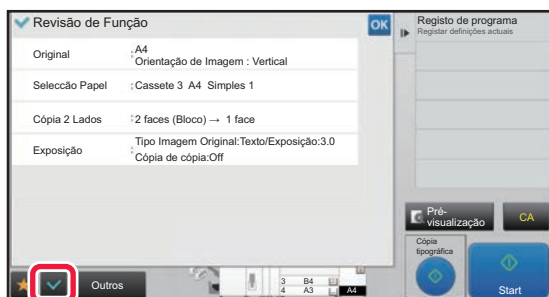 Revisão de Função
OK
Original : A4
Orientação de Imagem : Vertical
Seleccão Papel : Cassete 3 A4 Simples 1
Cópia 2 Lados : 2 faces (Bloco) → 1 face
Exposição : Tipo Imagem Original:Texto/Exposição:3.0
Cópia de cópia:Off
Outros
3 B4
4 A3
A4
Registo de programa
Registar definições actuais
Pré-
visualização
CA
Cópia
tipográfica
Start